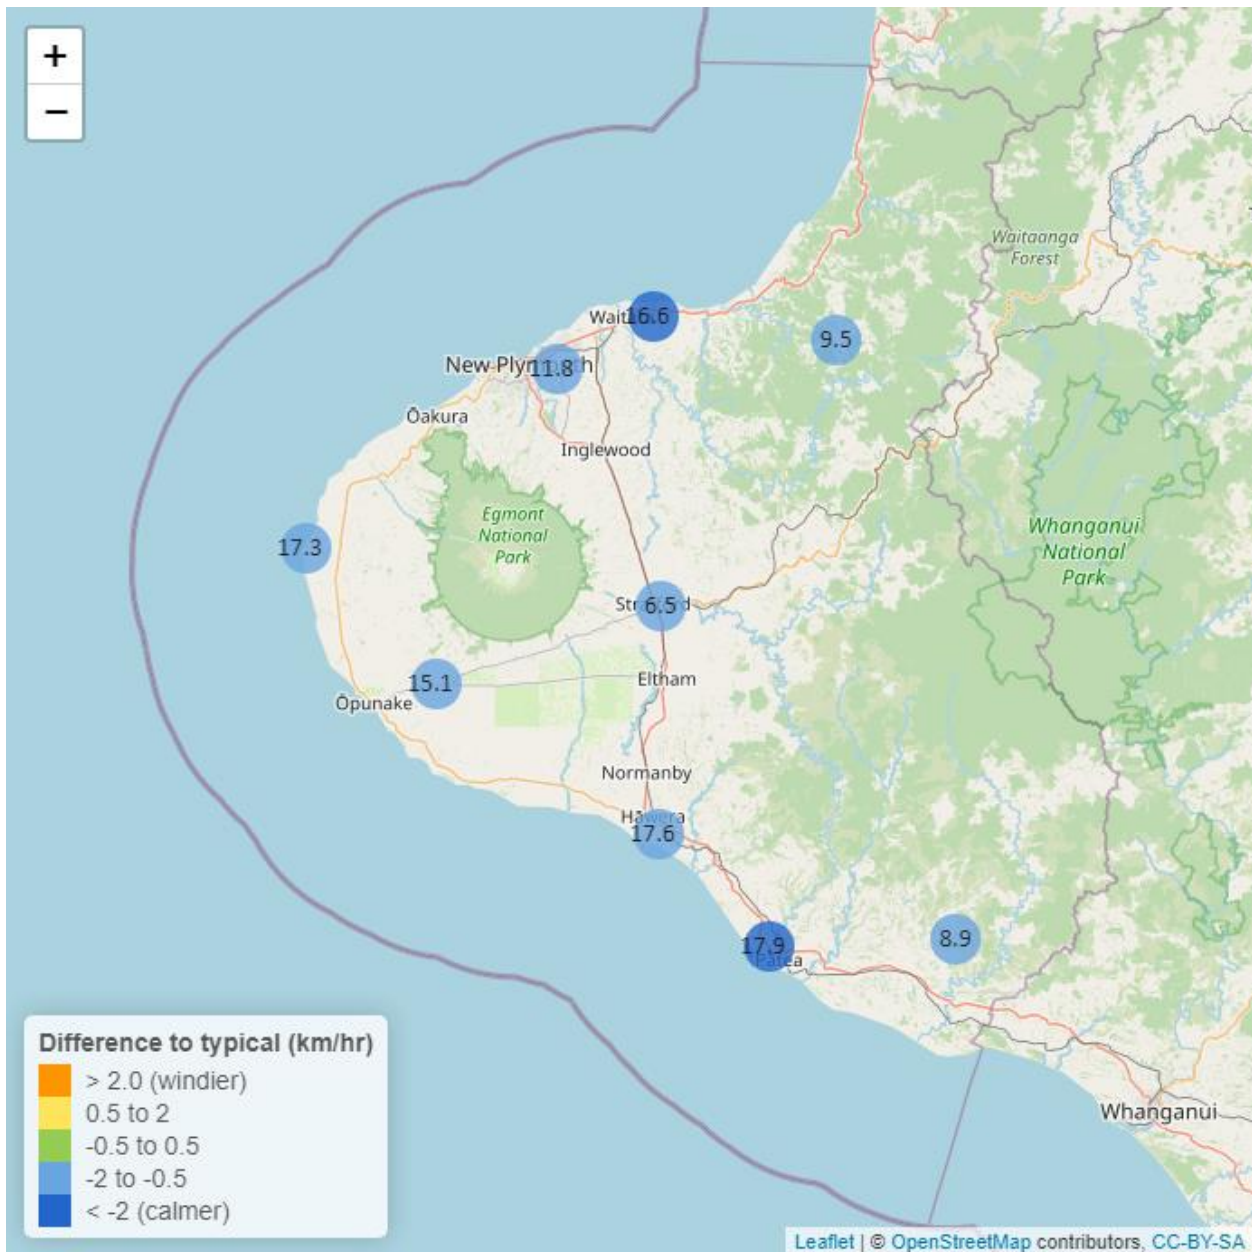 +
−
Waitaanga
Forest
16.6
9.5
New Plymouth
11.8
Ōakura
Inglewood
Egmont
National
Park
Whanganui
National
Park
17.3
6.5
15.1
Eltham
Ōpunake
Normanby
Hāwera
17.6
17.9
8.9
Patea
Whanganui
Difference to typical (km/hr)
> 2.0 (windier)
0.5 to 2
-0.5 to 0.5
-2 to -0.5
< -2 (calmer)
Leaflet | © OpenStreetMap contributors, CC-BY-SA